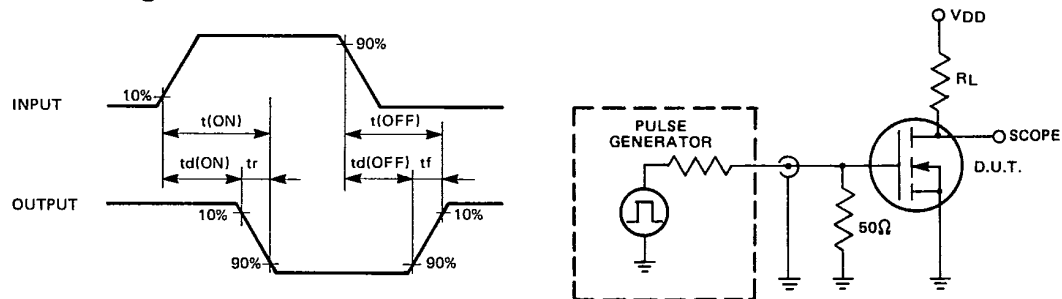 90%
10%
INPUT
t(ON)
t(OFF)
td(ON)
tr
td(OFF)
tf
OUTPUT
10%
10%
90%
90%
VDD
RL
PULSE
GENERATOR
SCOPE
D.U.T.
50Ω